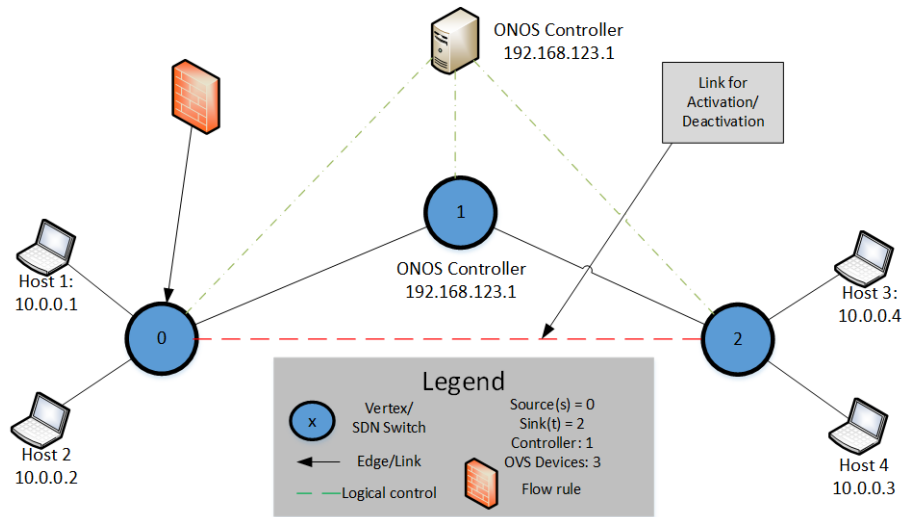 ONOS Controller
192.168.123.1
Link for
Activation/
Deactivation
1
ONOS Controller
192.168.123.1
Host 1:
10.0.0.1
Host 3:
10.0.0.4
0
2
Host 2
10.0.0.2
Host 4
10.0.0.3
Legend
x
Vertex/
SDN Switch
Edge/Link
Logical control
Source(s) = 0
Sink(t) = 2
Controller: 1
OVS Devices: 3
Flow rule